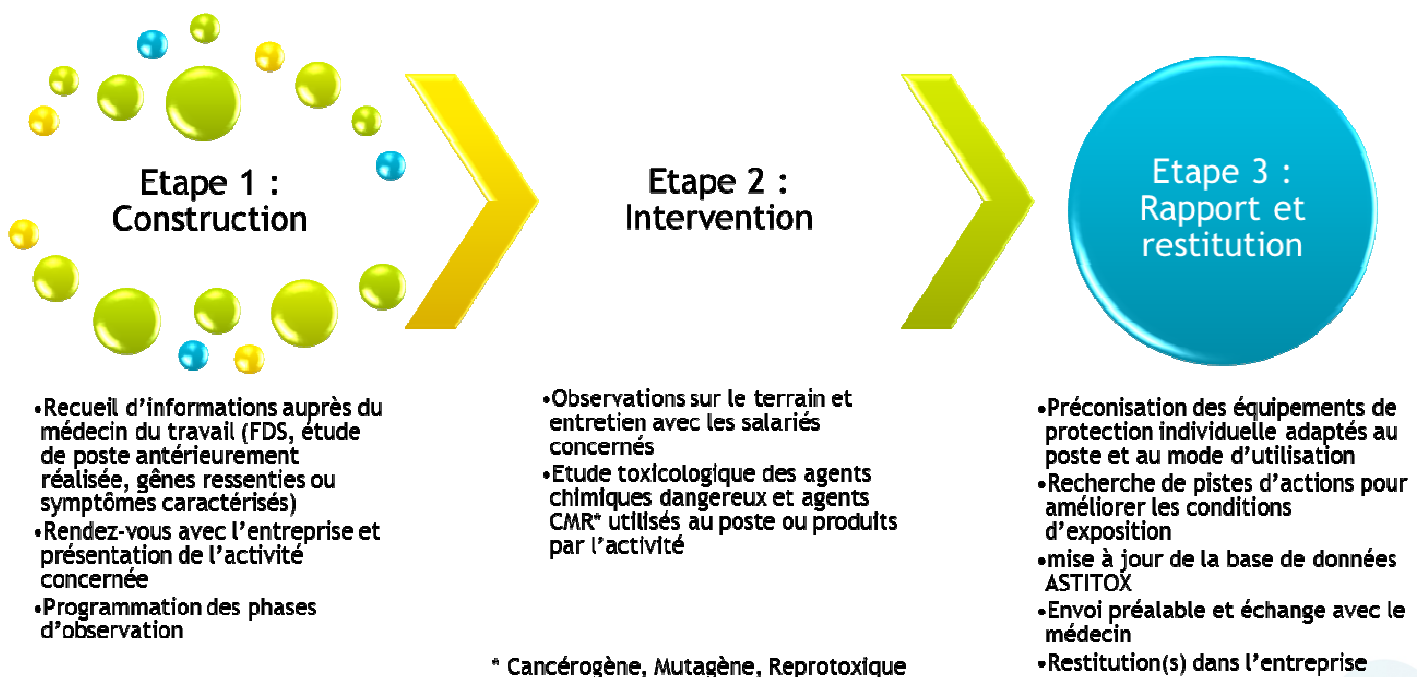 Etape 1 :
Construction
•Recueil d'informations auprès du
médecin du travail (FDS, étude
de poste antérieurement
réalisée, gênes ressenties ou
symptômes caractérisés)
•Rendez-vous avec l'entreprise et
présentation de l'activité
concernée
•Programmation des phases
d'observation
Etape 2 :
Intervention
•Observations sur le terrain et
entretien avec les salariés
concernés
•Etude toxicologique des agents
chimiques dangereux et agents
CMR* utilisés au poste ou produits
par l'activité
* Cancérogène, Mutagène, Reprotoxique
Etape 3 :
Rapport et
restitution
•Préconisation des équipements de
protection individuelle adaptés au
poste et au mode d'utilisation
•Recherche de pistes d'actions pour
améliorer les conditions
d'exposition
•mise à jour de la base de données
ASTITOX
•Envoi préalable et échange avec le
médecin
•Restitution(s) dans l'entreprise